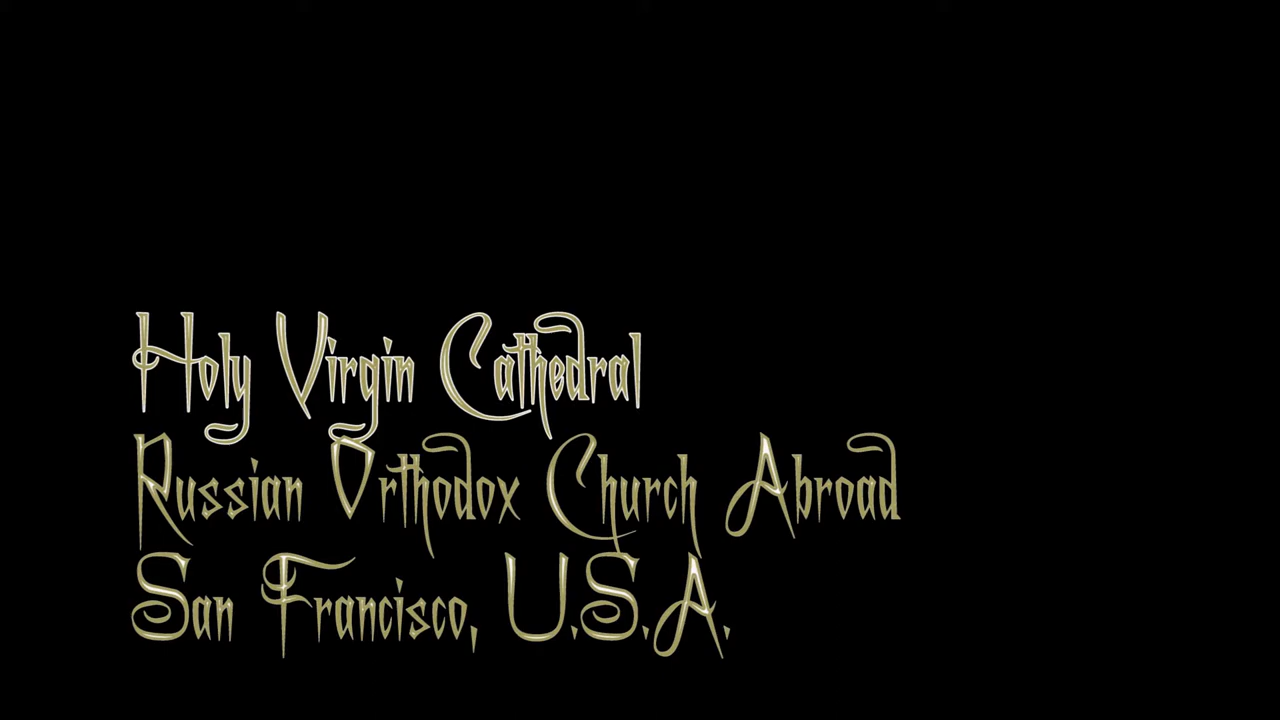 Holy Virgin Cathedral
Russian Orthodox Church Abroad
San Francisco, U.S.A.